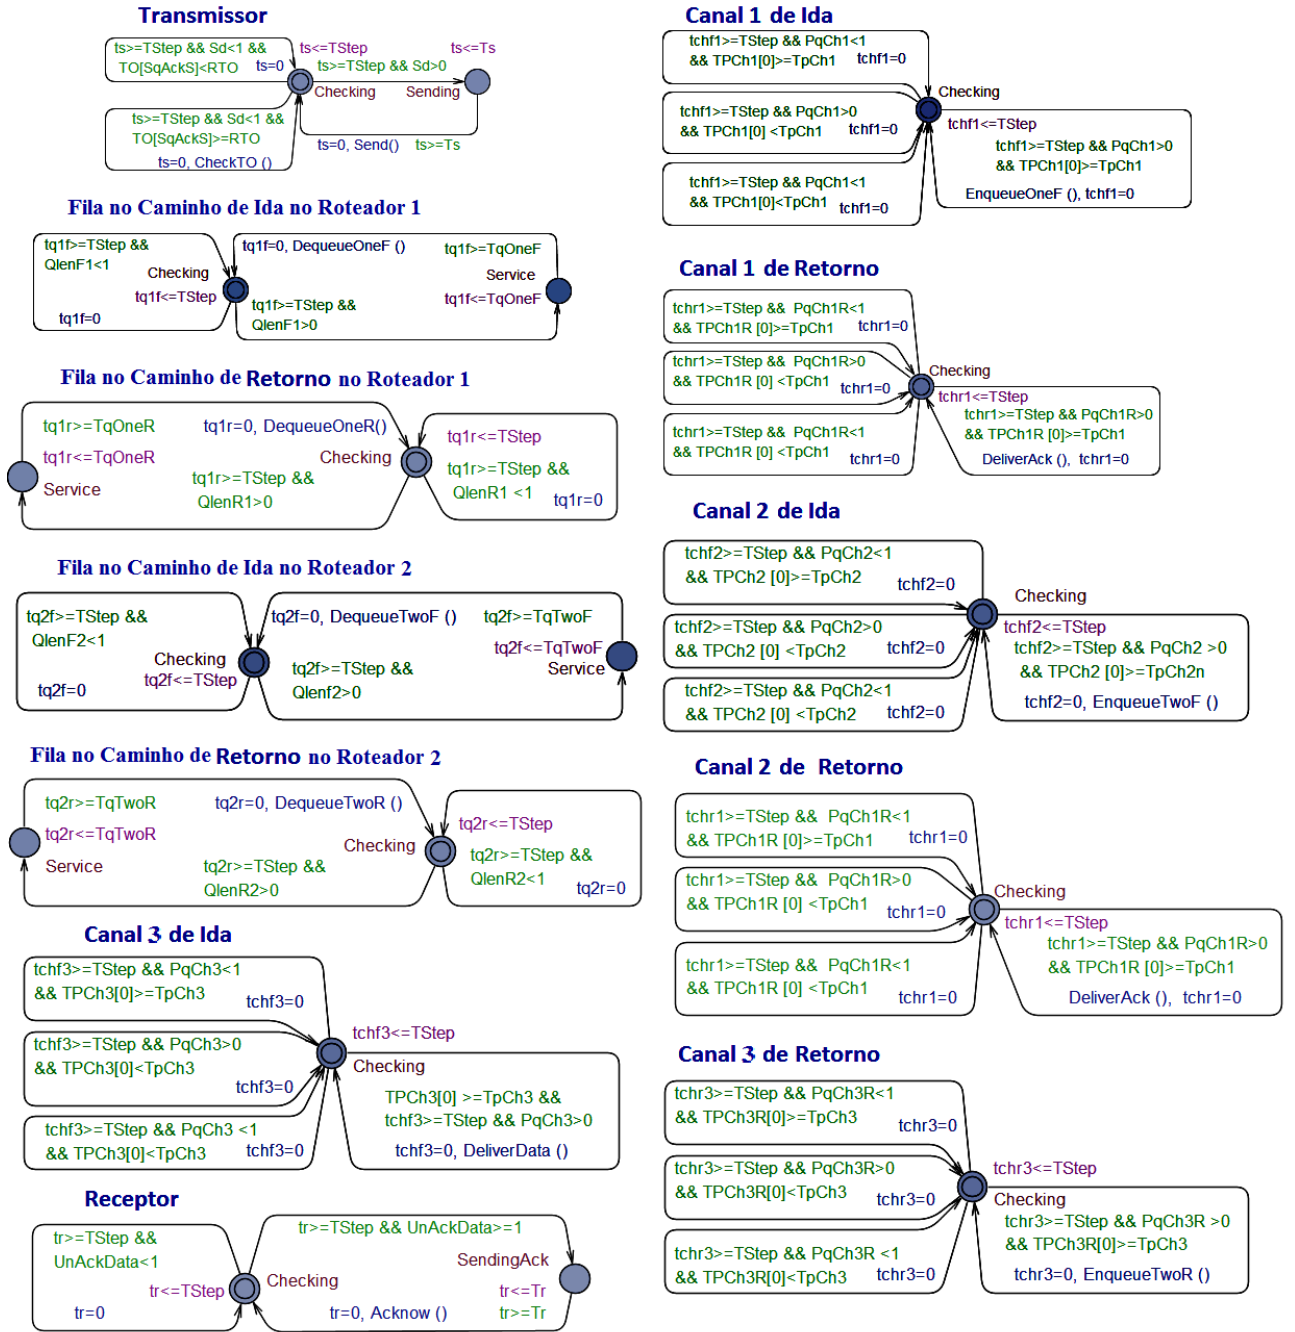 Transmissor
ts>=TStep && Sd<1 &&
TO[SqAckS]<RTO
ts=0
ts<=TStep
ts>=TStep && Sd>0
ts<=Ts
Checking
Sending
ts>=TStep && Sd<1 &&
TO[SqAckS]>=RTO
ts=0, CheckTO ()
ts=0, Send()
ts>=Ts
Fila no Caminho de Ida no Roteador 1
tq1f>=TStep &&
QlenF1<1
Checking
tq1f<=TStep
tq1f=0
tq1f=0, DequeueOneF ()
tq1f>=TStep &&
QlenF1>0
tq1f>=TqOneF
Service
tq1f<=TqOneF
Fila no Caminho de Retorno no Roteador 1
tq1r>=TqOneR
tq1r<=TqOneR
Service
tq1r=0, DequeueOneR()
Checking
tq1r>=TStep &&
QlenR1>0
tq1r<=TStep
tq1r>=TStep &&
QlenR1 <1
tq1r=0
Fila no Caminho de Ida no Roteador 2
tq2f>=TStep &&
QlenF2<1
Checking
tq2f<=TStep
tq2f=0
tq2f=0, DequeueTwoF ()
tq2f>=TStep &&
Qlenf2>0
tq2f>=TqTwoF
tq2f<=TqTwoF
Service
Fila no Caminho de Retorno no Roteador 2
tq2r>=TqTwoR
tq2r<=TqTwoR
Service
tq2r=0, DequeueTwoR ()
Checking
tq2r>=TStep &&
QlenR2>0
tq2r<=TStep
tq2r>=TStep &&
QlenR2<1
tq2r=0
Canal 3 de Ida
tchf3>=TStep && PqCh3<1
&& TPCh3[0]>=TpCh3
tchf3=0
tchf3>=TStep && PqCh3>0
&& TPCh3[0]<TpCh3
tchf3=0
tchf3>=TStep && PqCh3 <1
&& TPCh3[0]<TpCh3
tchf3=0
tchf3<=TStep
Checking
TPCh3[0] >=TpCh3 &&
tchf3>=TStep && PqCh3>0
tchf3=0, DeliverData ()
Receptor
tr>=TStep &&
UnAckData<1
tr<=TStep
tr=0
Checking
tr>=TStep && UnAckData>=1
SendingAck
tr<=Tr
tr=0, Acknow ()
tr>=Tr
Canal 1 de Ida
tchf1>=TStep && PqCh1<1
&& TPCh1[0]>=TpCh1
tchf1=0
tchf1>=TStep && PqCh1>0
&& TPCh1[0] <TpCh1
tchf1=0
tchf1>=TStep && PqCh1<1
&& TPCh1[0]<TpCh1
tchf1=0
Checking
tchf1<=TStep
tchf1>=TStep && PqCh1>0
&& TPCh1[0]>=TpCh1
EnqueueOneF (), tchf1=0
Canal 1 de Retorno
tchr1>=TStep && PqCh1R<1
&& TPCh1R [0]>=TpCh1
tchr1=0
tchr1>=TStep && PqCh1R>0
&& TPCh1R [0] <TpCh1
tchr1=0
tchr1>=TStep && PqCh1R<1
&& TPCh1R [0] <TpCh1
tchr1=0
Checking
tchr1<=TStep
tchr1>=TStep && PqCh1R>0
&& TPCh1R [0]>=TpCh1
DeliverAck (), tchr1=0
Canal 2 de Ida
tchf2>=TStep && PqCh2<1
&& TPCh2 [0]>=TpCh2
tchf2=0
tchf2>=TStep && PqCh2>0
&& TPCh2 [0] <TpCh2
tchf2=0
tchf2>=TStep && PqCh2<1
&& TPCh2 [0] <TpCh2
tchf2=0
Checking
tchf2<=TStep
tchf2>=TStep && PqCh2 >0
&& TPCh2 [0]>=TpCh2n
tchf2=0, EnqueueTwoF ()
Canal 2 de Retorno
tchr1>=TStep && PqCh1R<1
&& TPCh1R [0]>=TpCh1
tchr1=0
tchr1>=TStep && PqCh1R>0
&& TPCh1R [0] <TpCh1
tchr1=0
tchr1>=TStep && PqCh1R<1
&& TPCh1R [0] <TpCh1
tchr1=0
Checking
tchr1<=TStep
tchr1>=TStep && PqCh1R>0
&& TPCh1R [0]>=TpCh1
DeliverAck (), tchr1=0
Canal 3 de Retorno
tchr3>=TStep && PqCh3R<1
&& TPCh3R[0]>=TpCh3
tchr3=0
tchr3>=TStep && PqCh3R>0
&& TPCh3R[0]<TpCh3
tchr3=0
tchr3>=TStep && PqCh3R <1
&& TPCh3R[0]<TpCh3
tchr3=0
tchr3<=TStep
Checking
tchr3>=TStep && PqCh3R >0
&& TPCh3R[0]>=TpCh3
tchr3=0, EnqueueTwoR ()